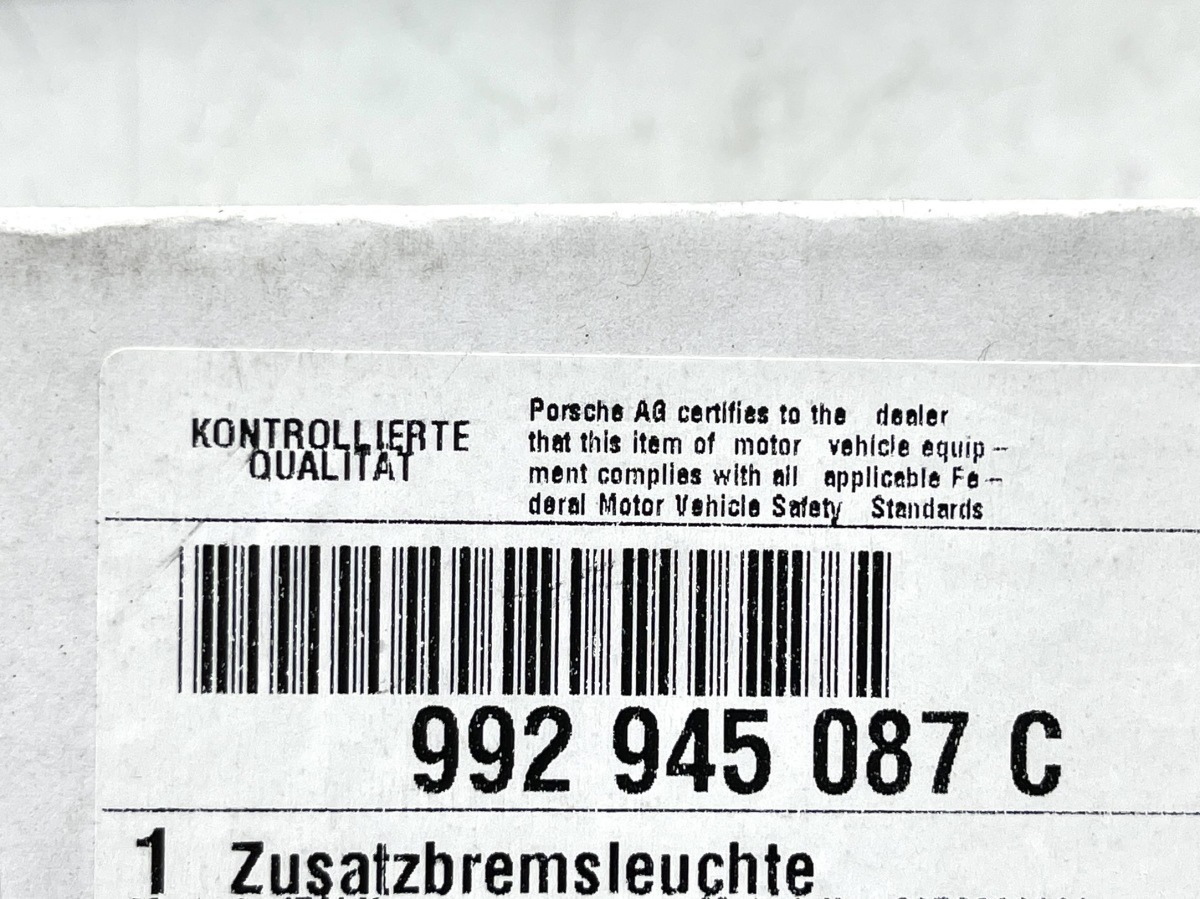 KONTROLLIERTE
QUALITÄT
Porsche AG certifies to the dealer
that this item of motor vehicle equip-
ment complies with all applicable Fe-
deral Motor Vehicle Safety Standards
992 945 087 C
1 Zusatzbremsleuchte